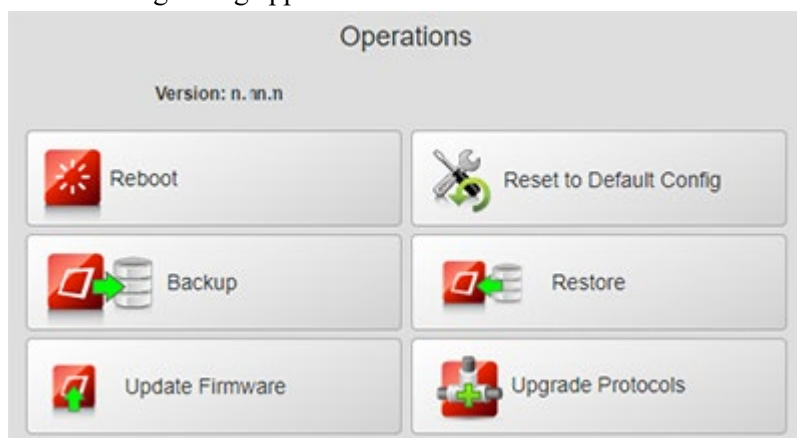 Operations
Version: n.nn.n
Reboot
Reset to Default Config
Backup
Restore
Update Firmware
Upgrade Protocols